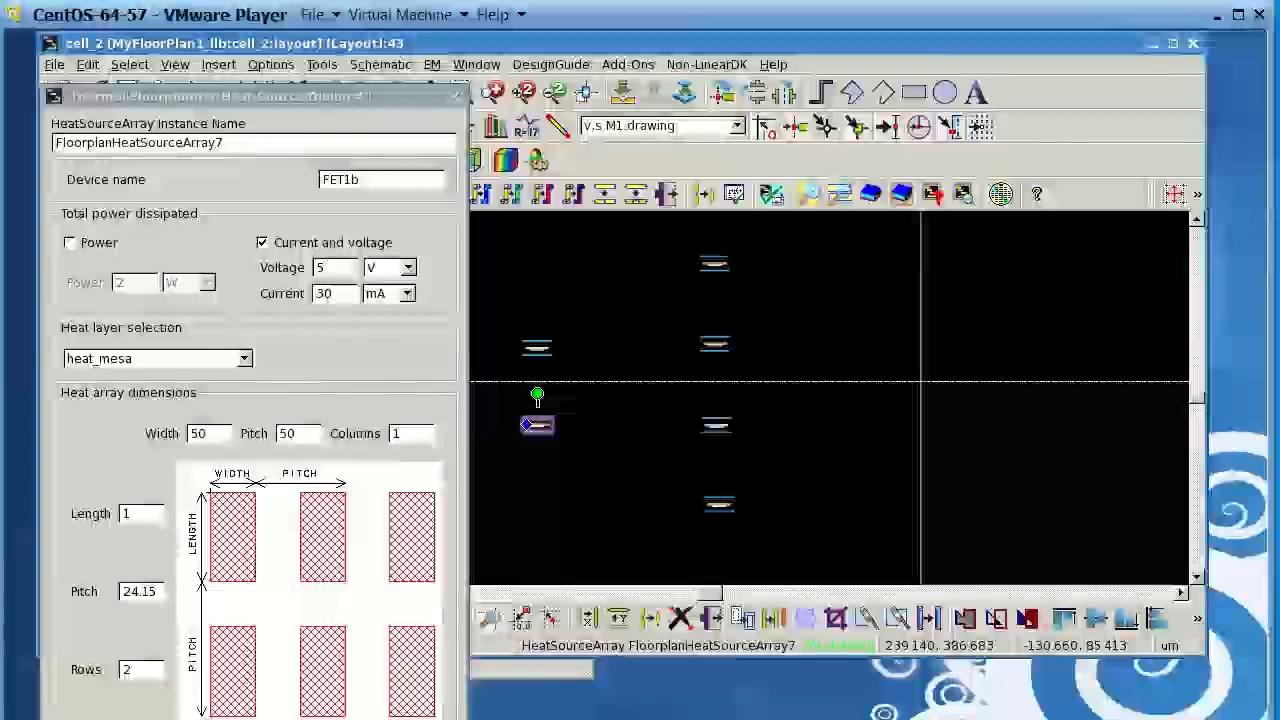 CentOS-64-57 - VMware Player File Virtual Machine Help
cell_2 [MyFloorPlan1_lib:cell_2:layout] (Layout):43
File Edit Select View Insert Options Tools Schematic EM Window DesignGuide Add-Ons Non-LinearDK Help
HeatSourceArray Instance Name
FloorplanHeatSourceArray7
v,s M1:drawing
Device name FET1b
Total power dissipated
Power
Current and voltage
Voltage 5 V
Power 2 W
Current 30 mA
Heat layer selection
heat_mesa
Heat array dimensions
Width 50 Pitch 50 Columns 1
WIDTH PITCH
Length 1
LENGTH
Pitch 24.15
PITCH
Rows 2
HeatSourceArray FloorplanHeatSourceArray7 239.140, 386.683 -130.660, 85.413 um